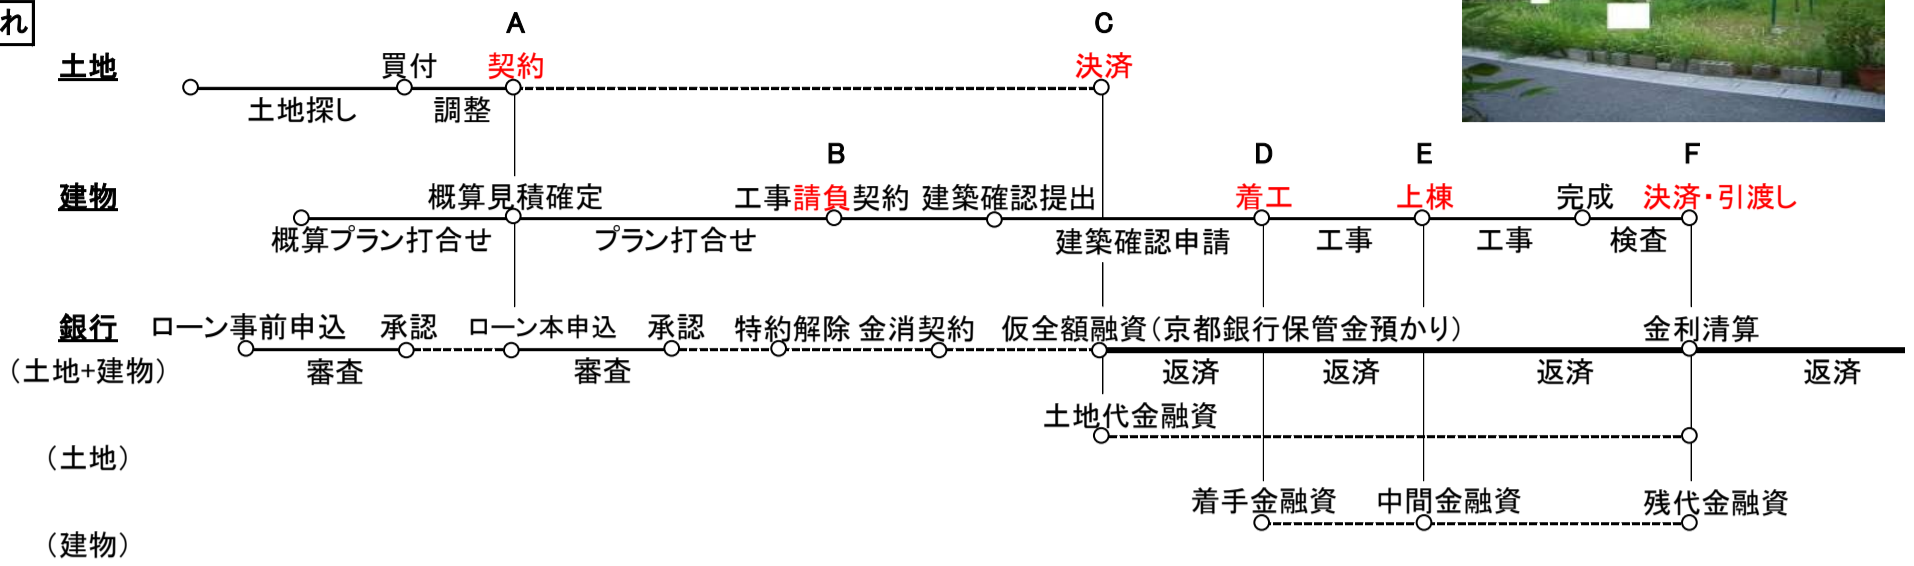 れ
A C
土地 買付 契約 決済
土地探し 調整
B D E F
建物 概算見積確定 工事請負契約 建築確認提出 着工 上棟 完成 決済・引渡し
概算プラン打合せ プラン打合せ 建築確認申請 工事 工事 検査
銀行 ローン事前申込 承認 ローン本申込 承認 特約解除 金消契約 仮全額融資(京都銀行保管金預かり) 金利清算
(土地+建物) 審査 審査 返済 返済 返済 返済
土地代金融資
(土地)
着手金融資 中間金融資 残代金融資
(建物)